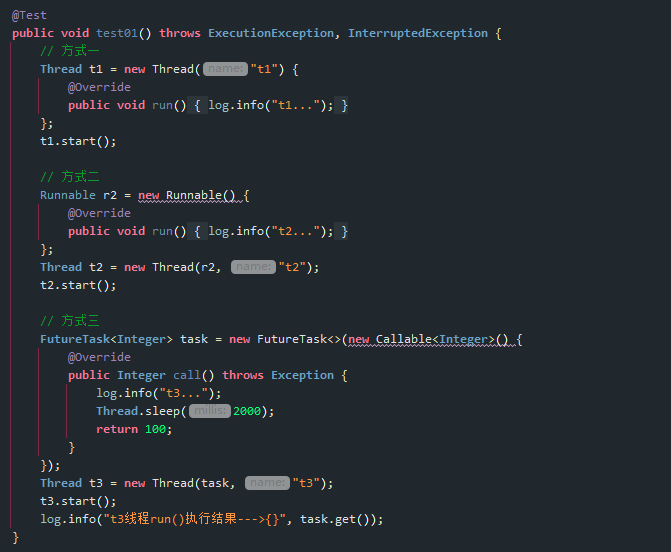 @Test
public void test01() throws ExecutionException, InterruptedException {
    // 方式一
    Thread t1 = new Thread( name: "t1") {
        @Override
        public void run() { log.info("t1..."); }
    };
    t1.start();

    // 方式二
    Runnable r2 = new Runnable() {
        @Override
        public void run() { log.info("t2..."); }
    };
    Thread t2 = new Thread(r2, name: "t2");
    t2.start();

    // 方式三
    FutureTask<Integer> task = new FutureTask<>(new Callable<Integer>() {
        @Override
        public Integer call() throws Exception {
            log.info("t3...");
            Thread.sleep( millis: 2000);
            return 100;
        }
    });
    Thread t3 = new Thread(task, name: "t3");
    t3.start();
    log.info("t3线程run()执行结果--->{}", task.get());
}